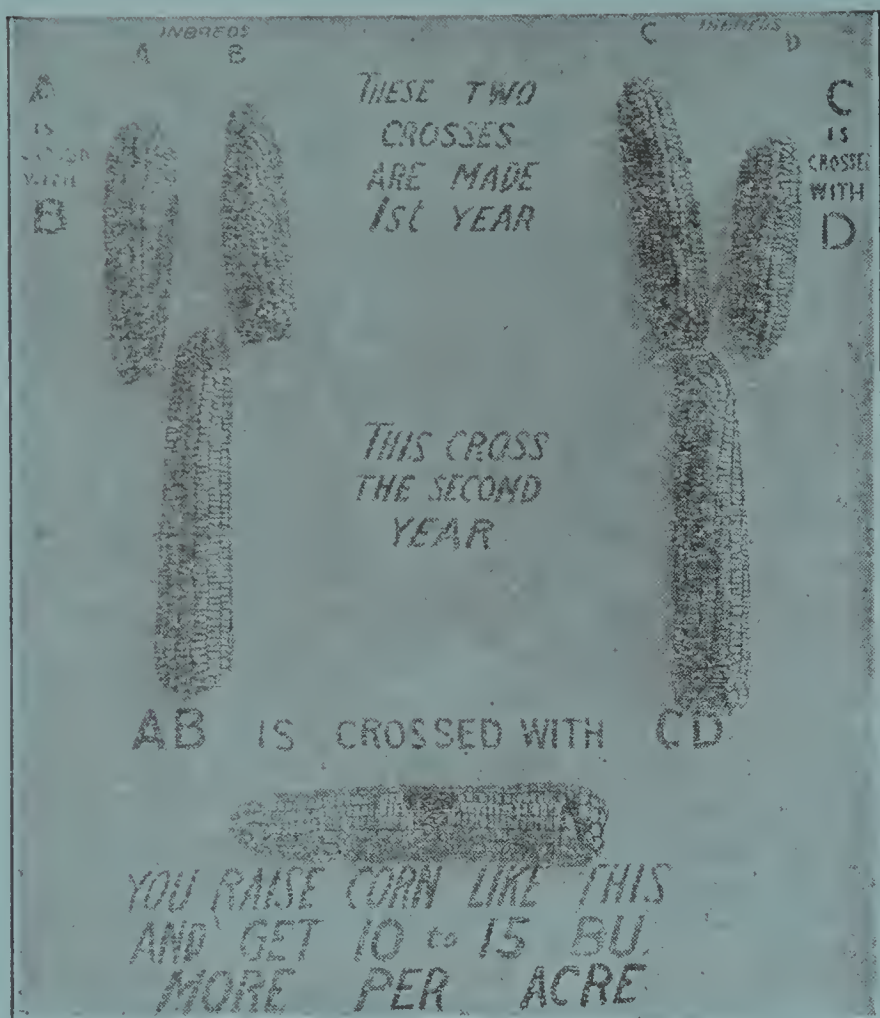 INBREDS
A B
A
IS
WITH
B
THESE TWO
CROSSES
ARE MADE
1st YEAR
INBREDS
C D
C
IS
CROSSED
WITH
D
THIS CROSS
THE SECOND
YEAR
AB IS CROSSED WITH CD
YOU RAISE CORN LIKE THIS
AND GET 10 to 15 BU.
MORE PER ACRE